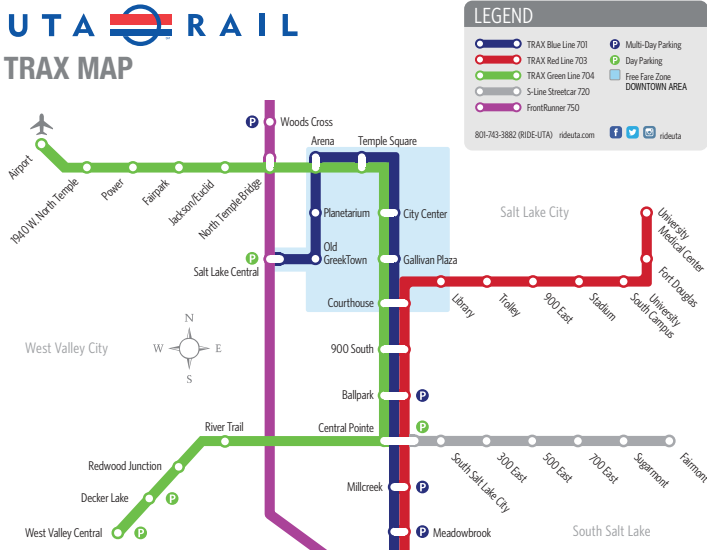 UTA RAIL
TRAX MAP
LEGEND
TRAX Blue Line 701
TRAX Red Line 703
TRAX Green Line 704
S-Line Streetcar 720
FrontRunner 750
P Multi-Day Parking
P Day Parking
Free Fare Zone
DOWNTOWN AREA
801-743-3882 (RIDE-UTA) rideuta.com
rideuta
P Woods Cross
Airport
1940 W. North Temple
Power
Fairpark
Jackson/Euclid
North Temple Bridge
Arena
Temple Square
Planetarium
City Center
Old
GreekTown
Gallivan Plaza
P
Salt Lake Central
Courthouse
Salt Lake City
University
Medical Center
Fort Douglas
University
South Campus
Stadium
900 East
Trolley
Library
West Valley City
N
W E
S
900 South
Ballpark P
Central Pointe P
River Trail
Redwood Junction
Decker Lake P
West Valley Central P
South Salt Lake City
300 East
500 East
700 East
Sugarmont
Fairmont
Millcreek P
P Meadowbrook
South Salt Lake